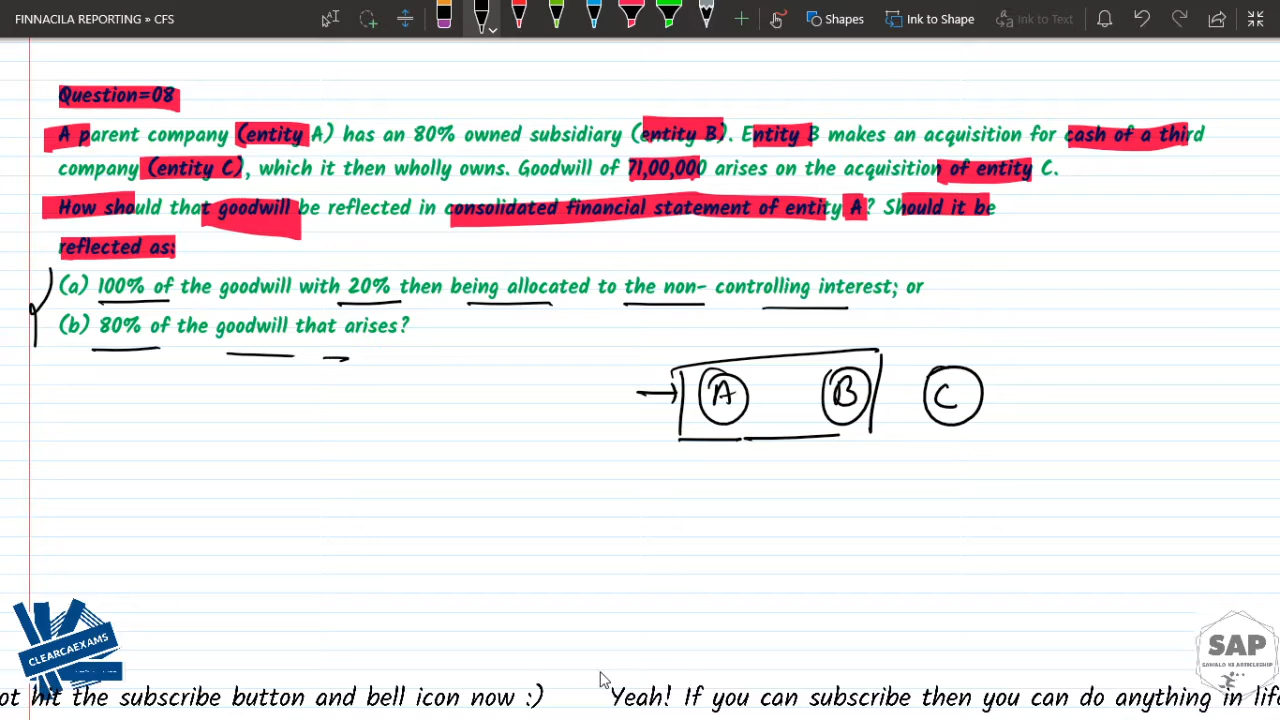 FINNACILA REPORTING » CFS
Shapes
Ink to Shape
Ink to Text
Question=08
A parent company (entity A) has an 80% owned subsidiary (entity B). Entity B makes an acquisition for cash of a third
company (entity C), which it then wholly owns. Goodwill of 71,00,000 arises on the acquisition of entity C.
How should that goodwill be reflected in consolidated financial statement of entity A? Should it be
reflected as:
(a) 100% of the goodwill with 20% then being allocated to the non- controlling interest; or
(b) 80% of the goodwill that arises?
A B C
CLEARCAEXAMS
SAP
SAWALO KE ARTICLESHIP
ot hit the subscribe button and bell icon now :) Yeah! If you can subscribe then you can do anything in life